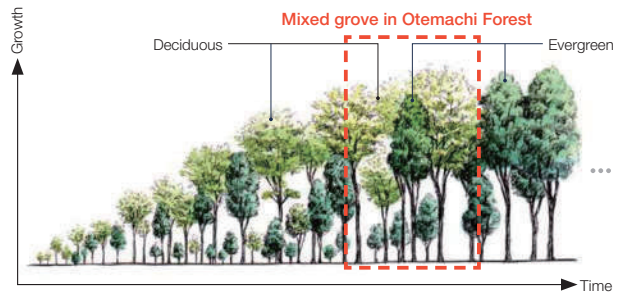 Mixed grove in Otemachi Forest
Growth
Deciduous
Evergreen
...
Time